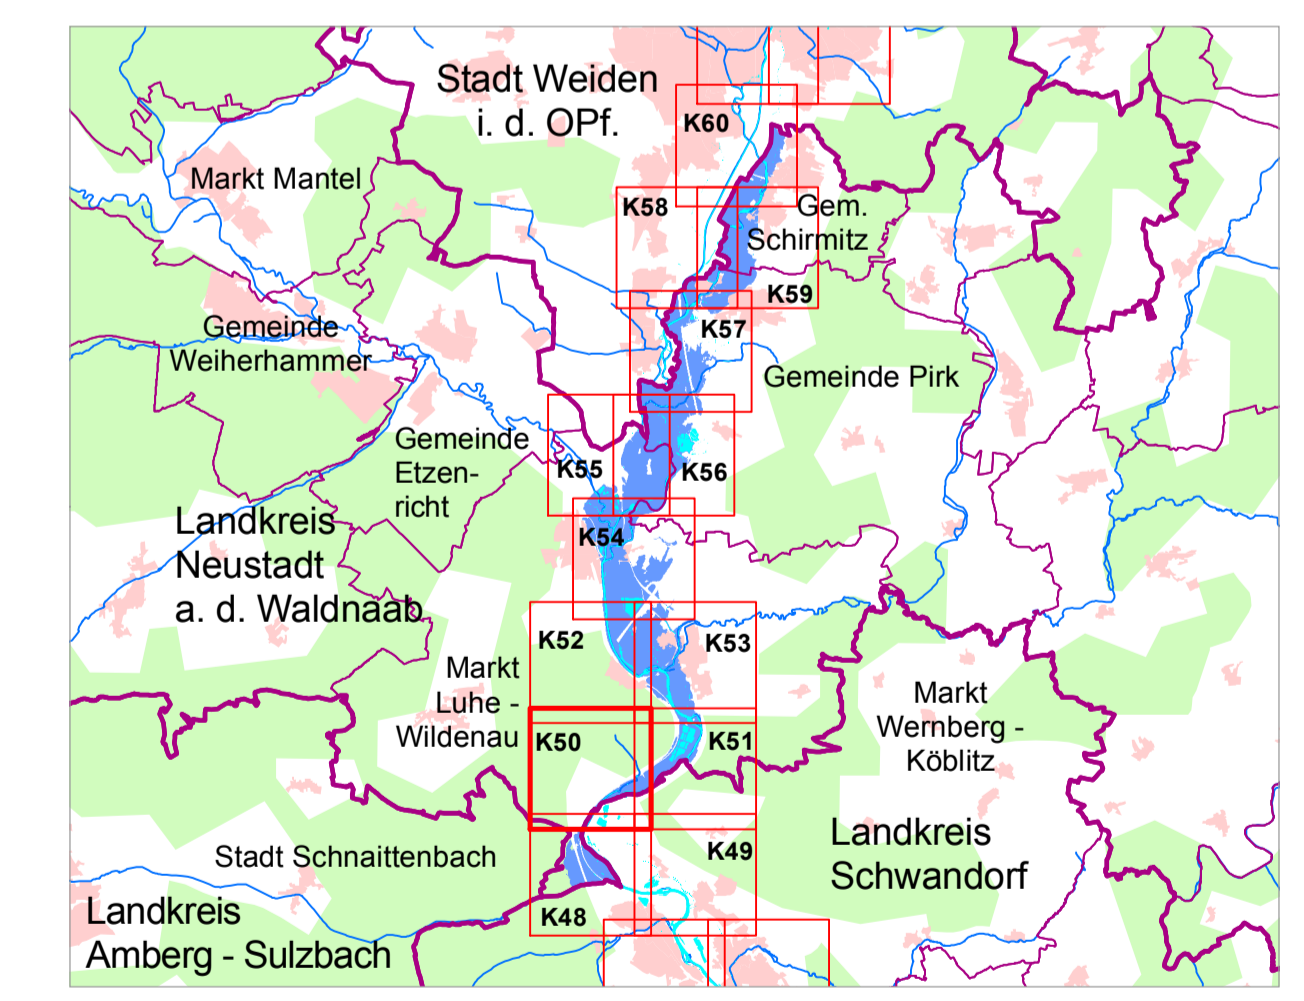 Stadt Weiden
i. d. OPf.
K60
Markt Mantel
K58
Gem.
Schirmitz
K59
Gemeinde
Weiherhammer
K57
Gemeinde Pirk
Gemeinde
Etzen-
richt
K55
K56
Landkreis
Neustadt
a. d. Waldnaab
K54
K52
K53
Markt
Luhe -
Wildenau
Markt
Wernberg -
Köblitz
K50
K51
Stadt Schnaittenbach
K49
Landkreis
Schwandorf
K48
Landkreis
Amberg - Sulzbach